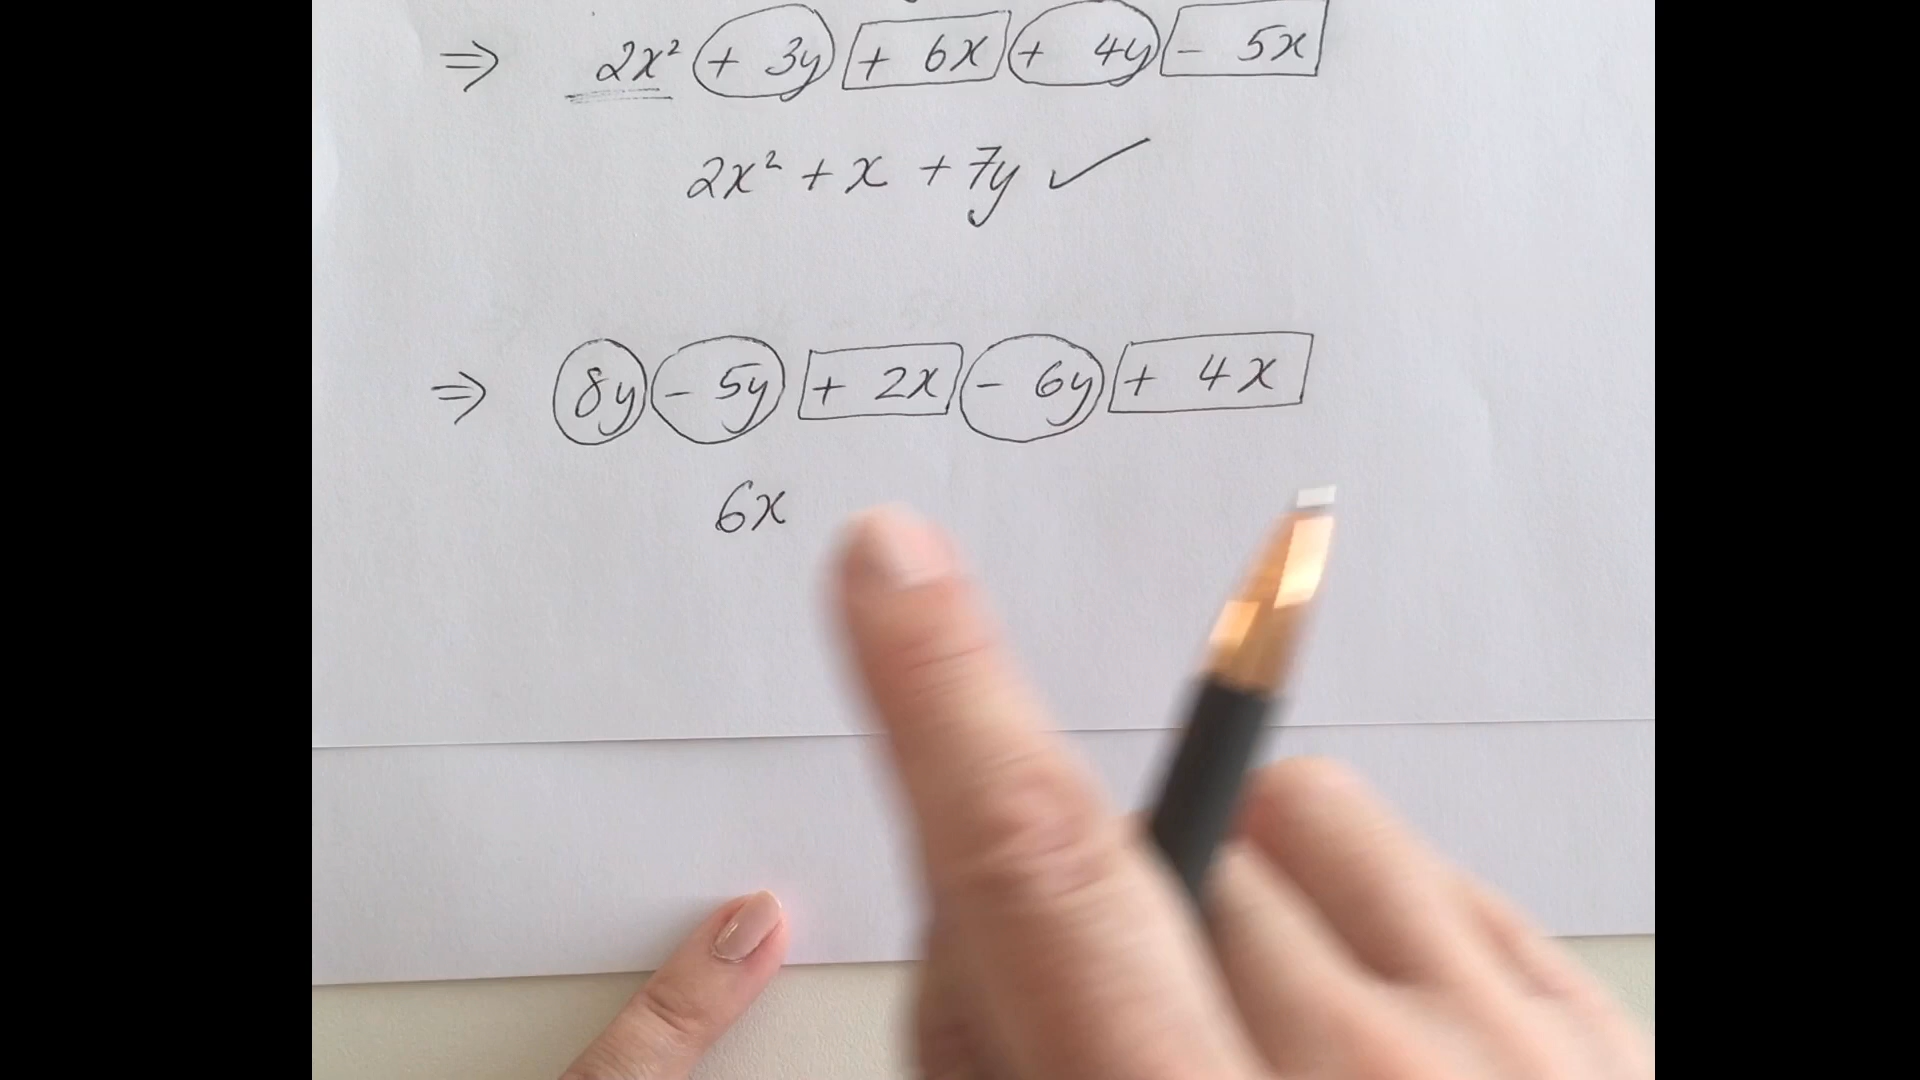 ⇒ 2x² + 3y + 6x + 4y - 5x
2x² + x + 7y ✓
⇒ 8y - 5y + 2x - 6y + 4x
6x